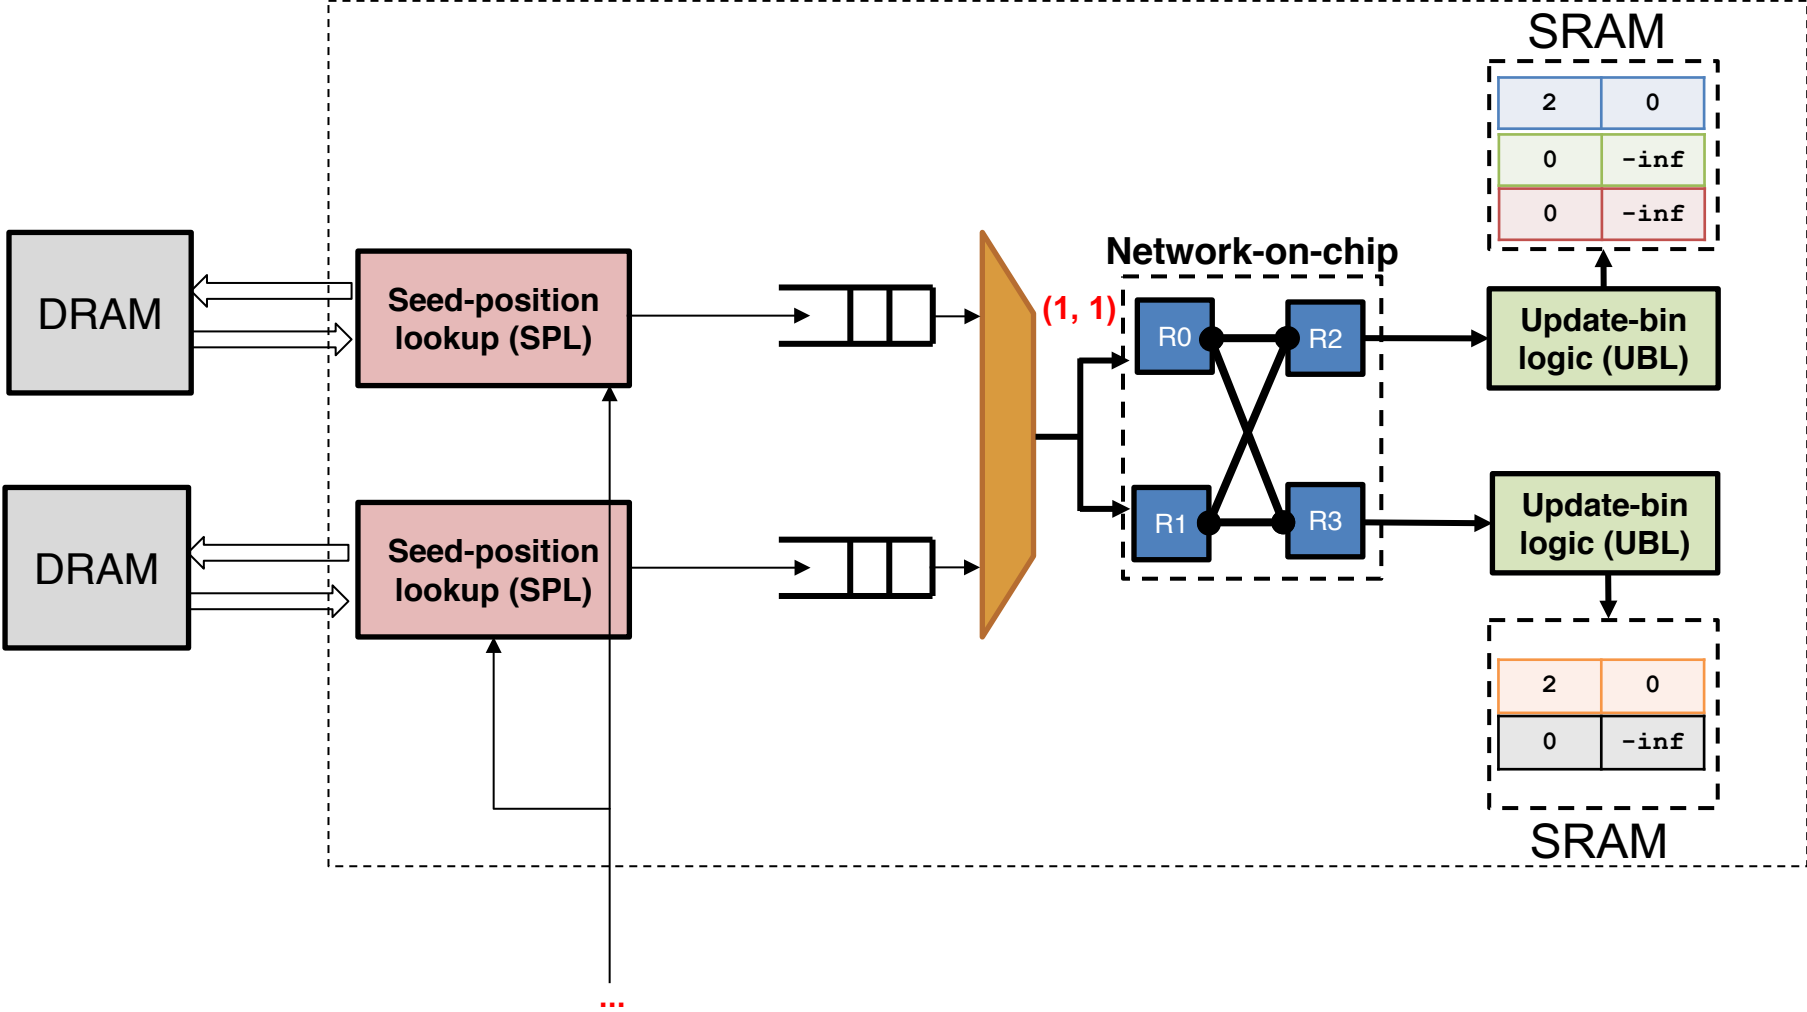 SRAM
2 0
0 -inf
0 -inf
Network-on-chip
DRAM
Seed-position
lookup (SPL)
(1, 1)
R0
R2
Update-bin
logic (UBL)
DRAM
Seed-position
lookup (SPL)
R1
R3
Update-bin
logic (UBL)
2 0
0 -inf
SRAM
...